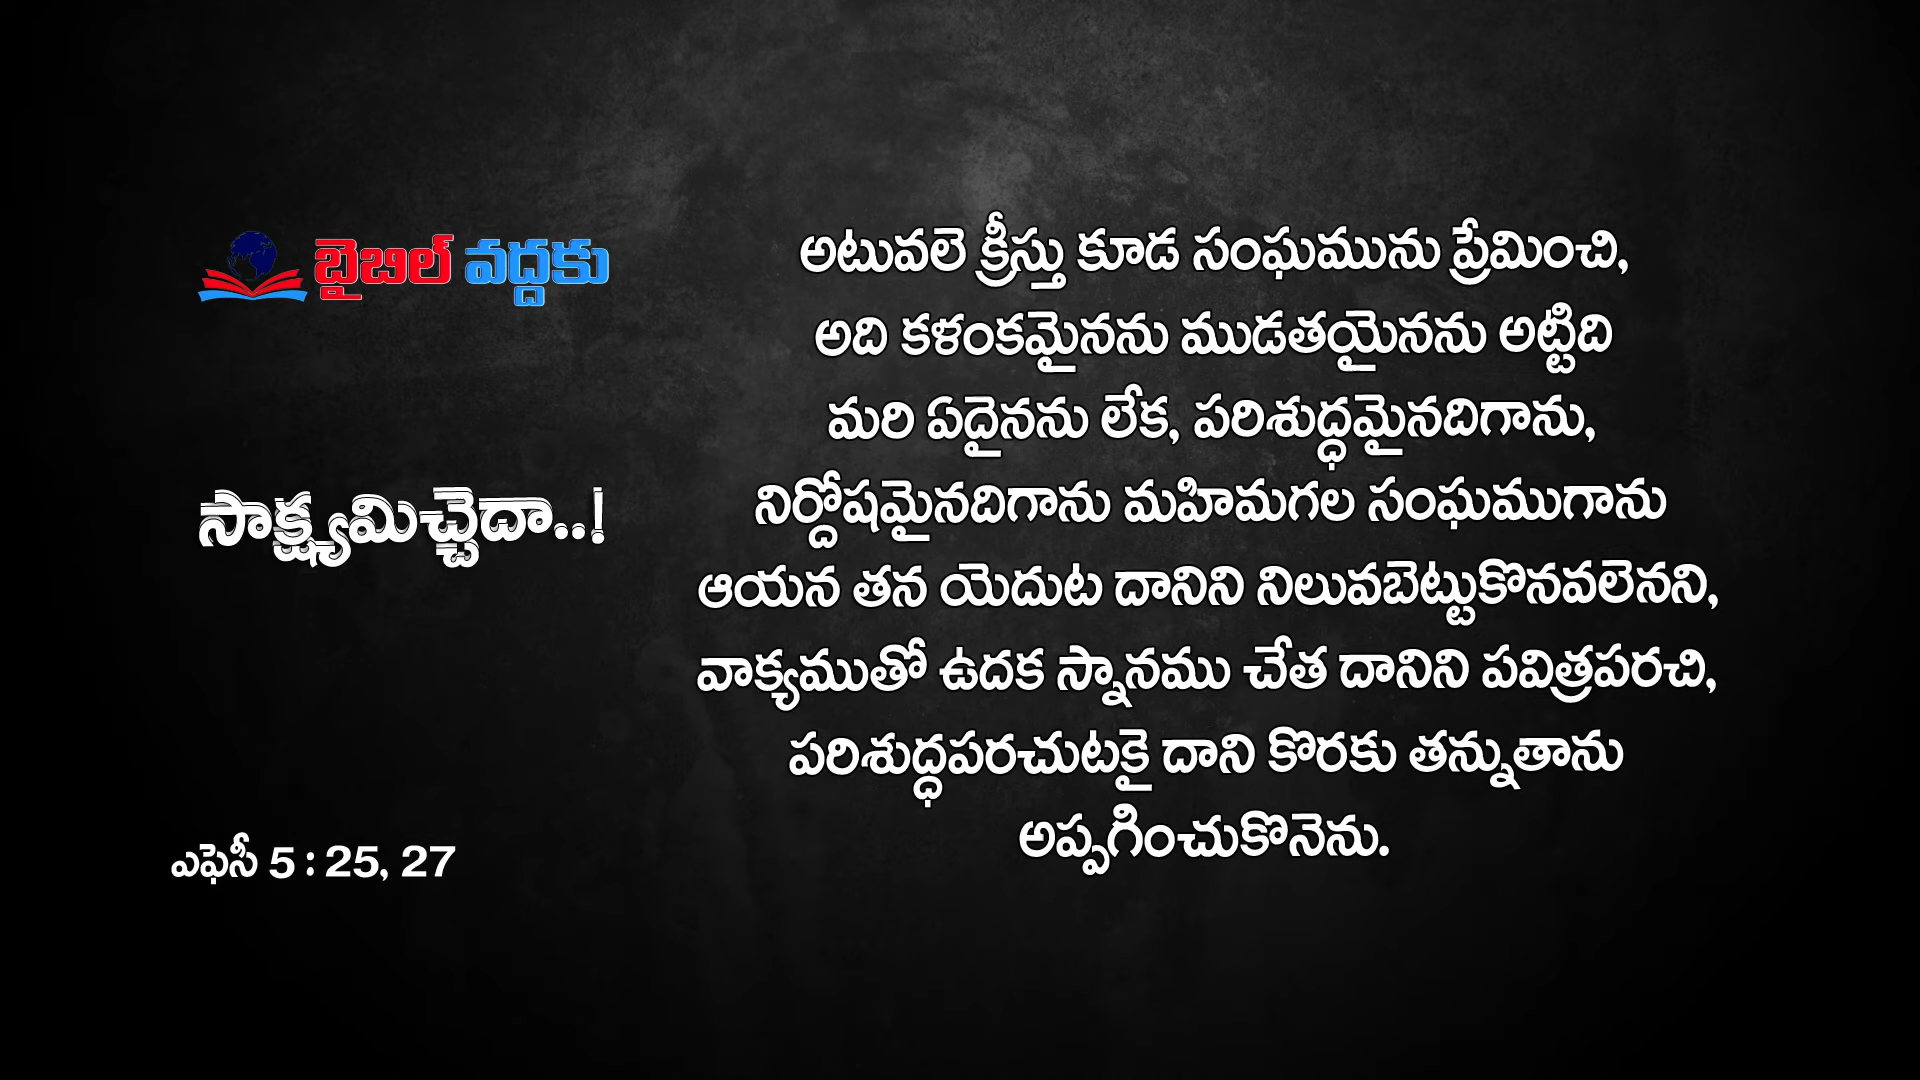 బైబిల్ వద్దకు
సాక్ష్యమిచ్చెదా..!
అటువలె క్రీస్తు కూడ సంఘమును ప్రేమించి,
అది కళంకమైనను ముడతయైనను అట్టిది
మరి ఏదైనను లేక, పరిశుద్ధమైనదిగాను,
నిర్దోషమైనదిగాను మహిమగల సంఘముగాను
ఆయన తన యెదుట దానిని నిలువబెట్టుకొనవలెనని,
వాక్యముతో ఉదక స్నానము చేత దానిని పవిత్రపరచి,
పరిశుద్ధపరచుటకై దాని కొరకు తన్నుతాను
అప్పగించుకొనెను.
ఎఫెసీ 5 : 25, 27